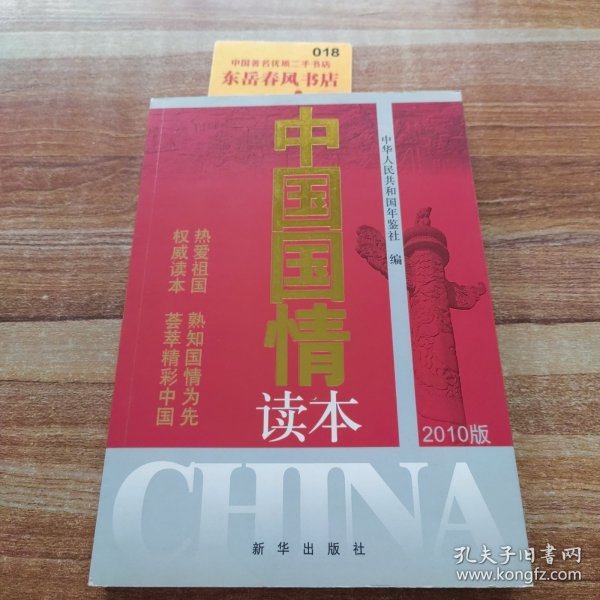 018
中国著名优质二手书店
东岳春风书店
中国国情
读本
中华人民共和国年鉴社 编
热爱祖国 熟知国情为先
权威读本 荟萃精彩中国
2010版
CHINA
新华出版社
孔夫子旧书网
www.kongfz.com